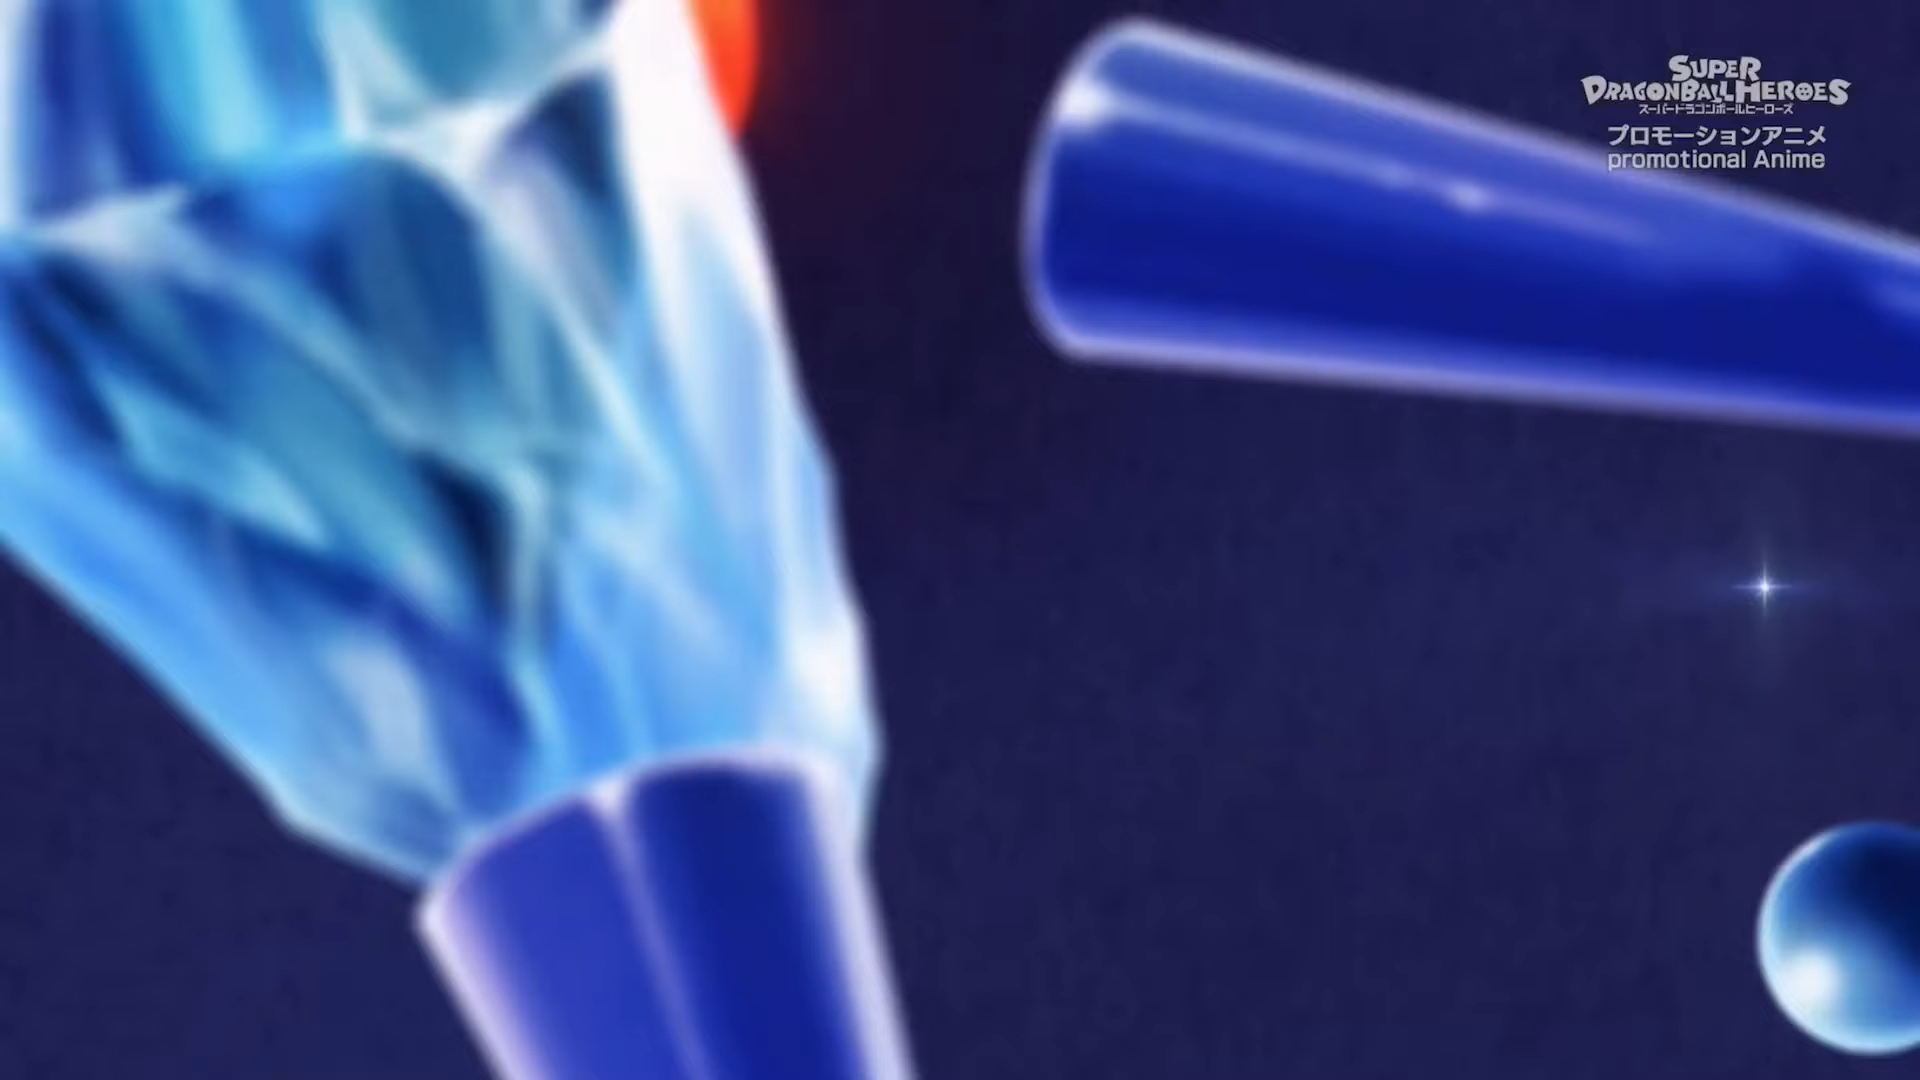 SUPER
DRAGONBALL HEROES
スーパードラゴンボールヒーローズ
プロモーションアニメ
promotional Anime